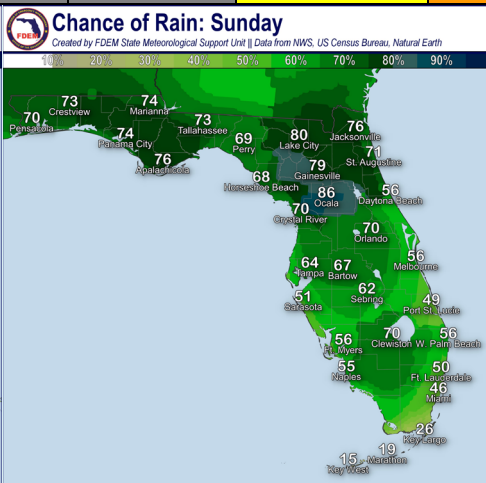 Chance of Rain: Sunday
Created by FDEM State Meteorological Support Unit || Data from NWS, US Census Bureau, Natural Earth
FDEM
10% 20% 30% 40% 50% 60% 70% 80% 90%
73
Crestview
74
Marianna
70
Pensacola
74
Panama City
73
Tallahassee
76
Apalachicola
69
Perry
80
Lake City
76
Jacksonville
71
St. Augustine
79
Gainesville
68
Horseshoe Beach
86
Ocala
56
Daytona Beach
70
Crystal River
70
Orlando
64
Tampa
67
Bartow
56
Melbourne
62
Sebring
51
Sarasota
49
Port St. Lucie
56
Ft. Myers
70
Clewiston
56
W. Palm Beach
55
Naples
50
Ft. Lauderdale
46
Miami
26
Key Largo
19
Marathon
15
Key West